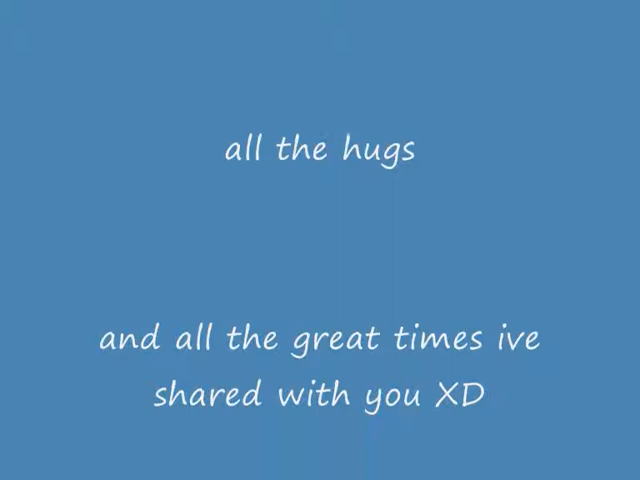 all the hugs
and all the great times ive
shared with you XD